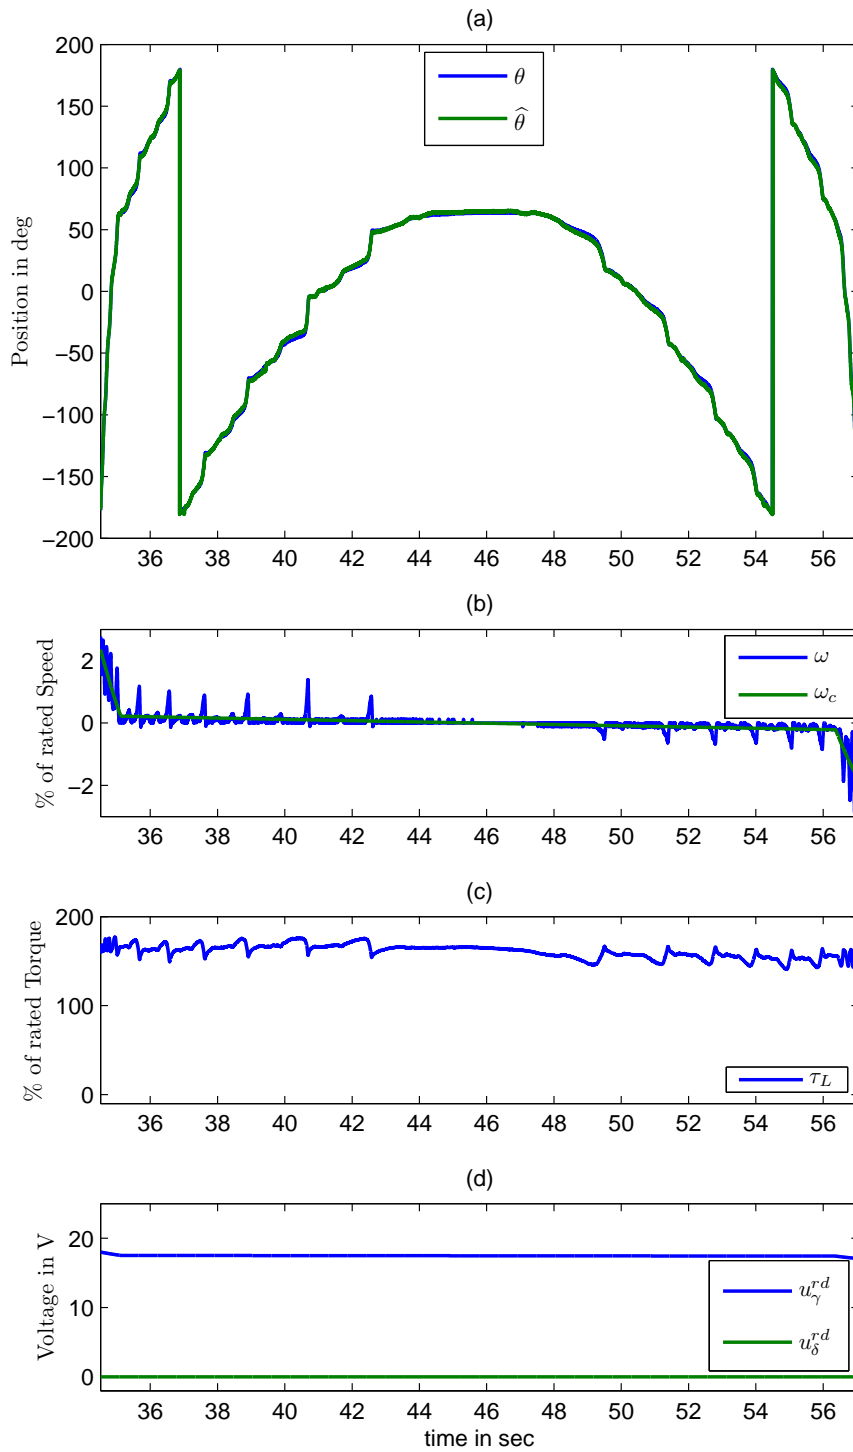 (a)
200
150
100
50
0
−50
−100
−150
−200
Position in deg
θ
θ̂
36 38 40 42 44 46 48 50 52 54 56
(b)
2
0
−2
% of rated Speed
ω
ω_c
36 38 40 42 44 46 48 50 52 54 56
(c)
200
100
0
% of rated Torque
τ_L
36 38 40 42 44 46 48 50 52 54 56
(d)
20
10
0
Voltage in V
u_γ^{rd}
u_δ^{rd}
36 38 40 42 44 46 48 50 52 54 56
time in sec